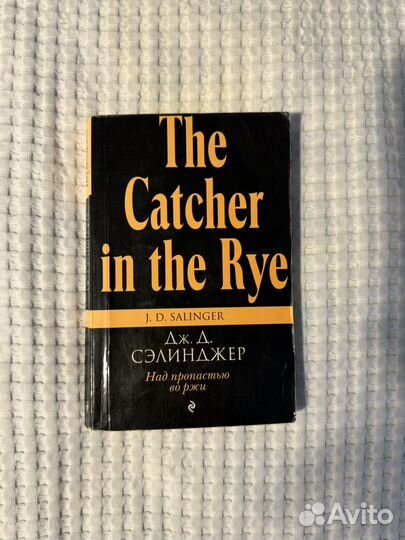 The
Catcher
in the Rye
J. D. SALINGER
Дж. Д.
СЭЛИНДЖЕР
Над пропастью
во ржи
Avito